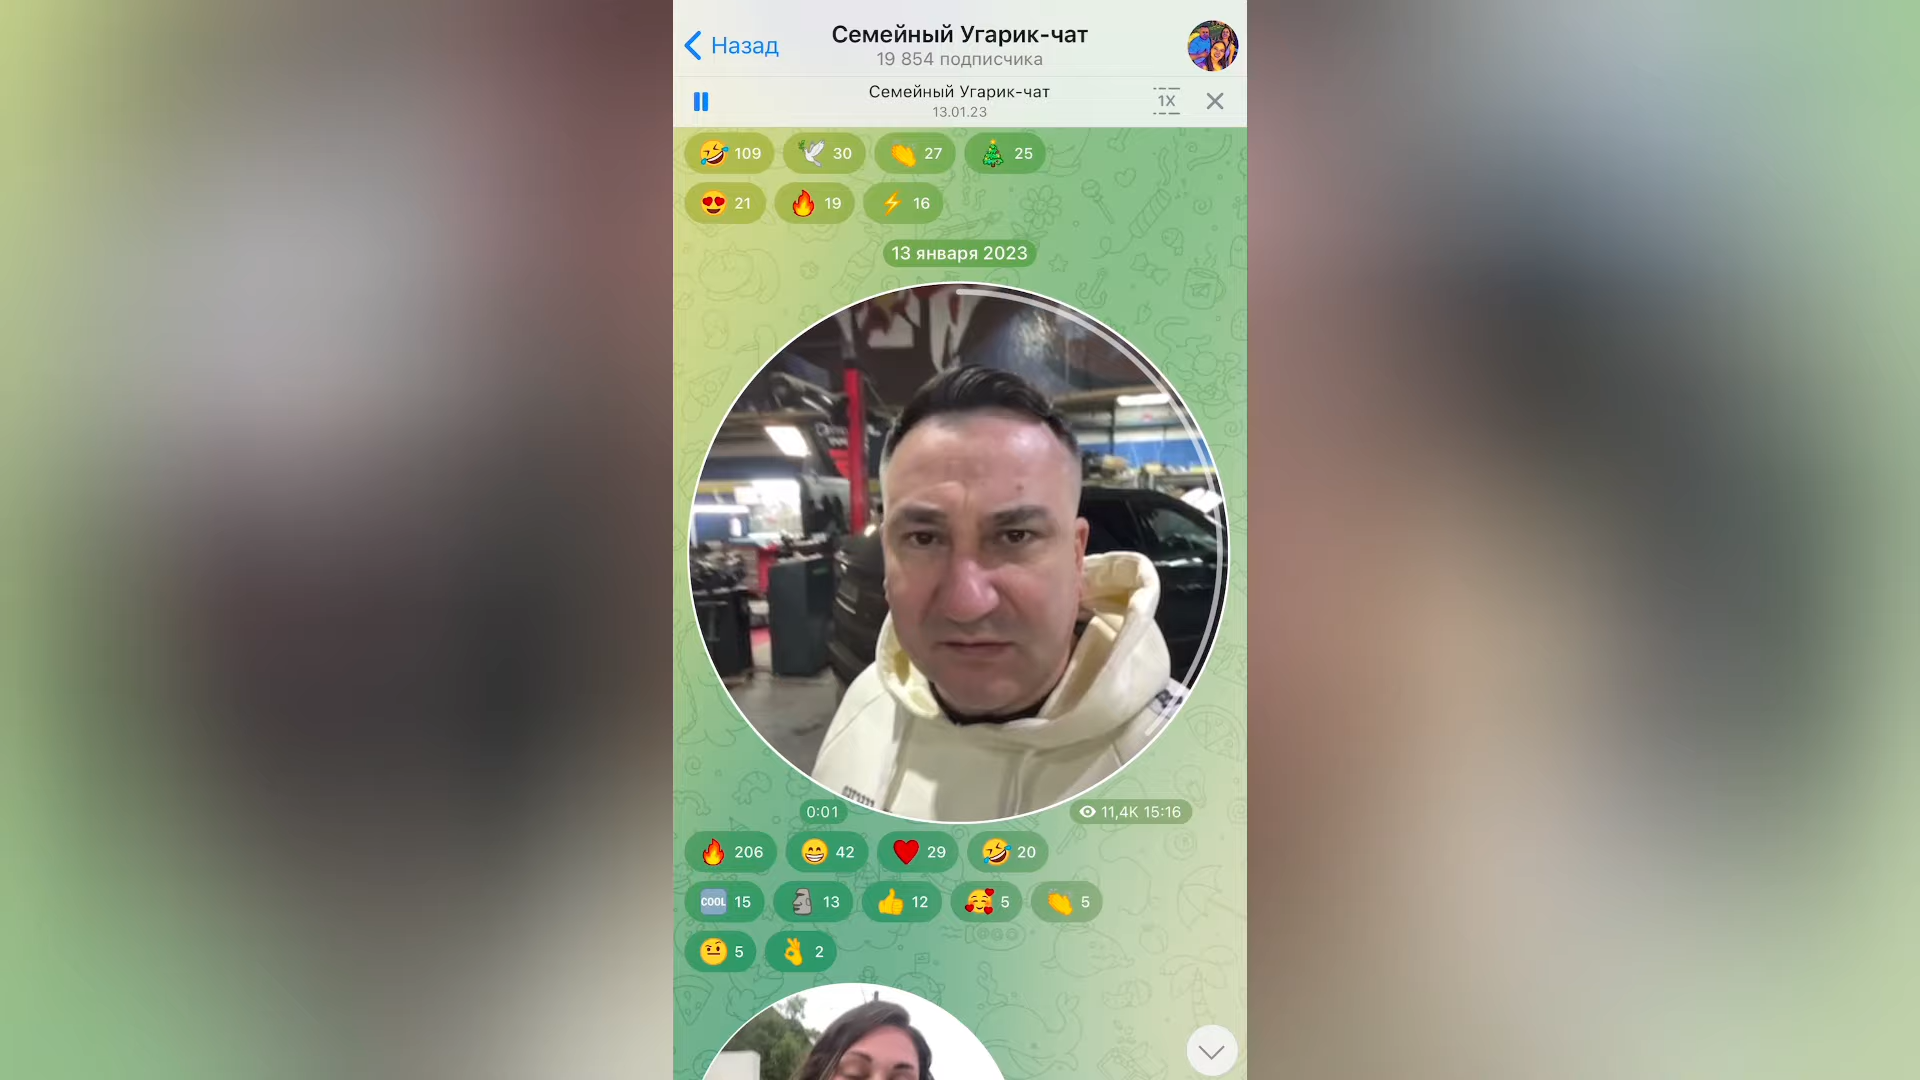 Назад
Семейный Угарик-чат
19 854 подписчика
Семейный Угарик-чат
13.01.23
1X
109 30 27 25
21 19 16
13 января 2023
0:01
11,4K 15:16
206 42 29 20
COOL 15 13 12 5 5
5 2